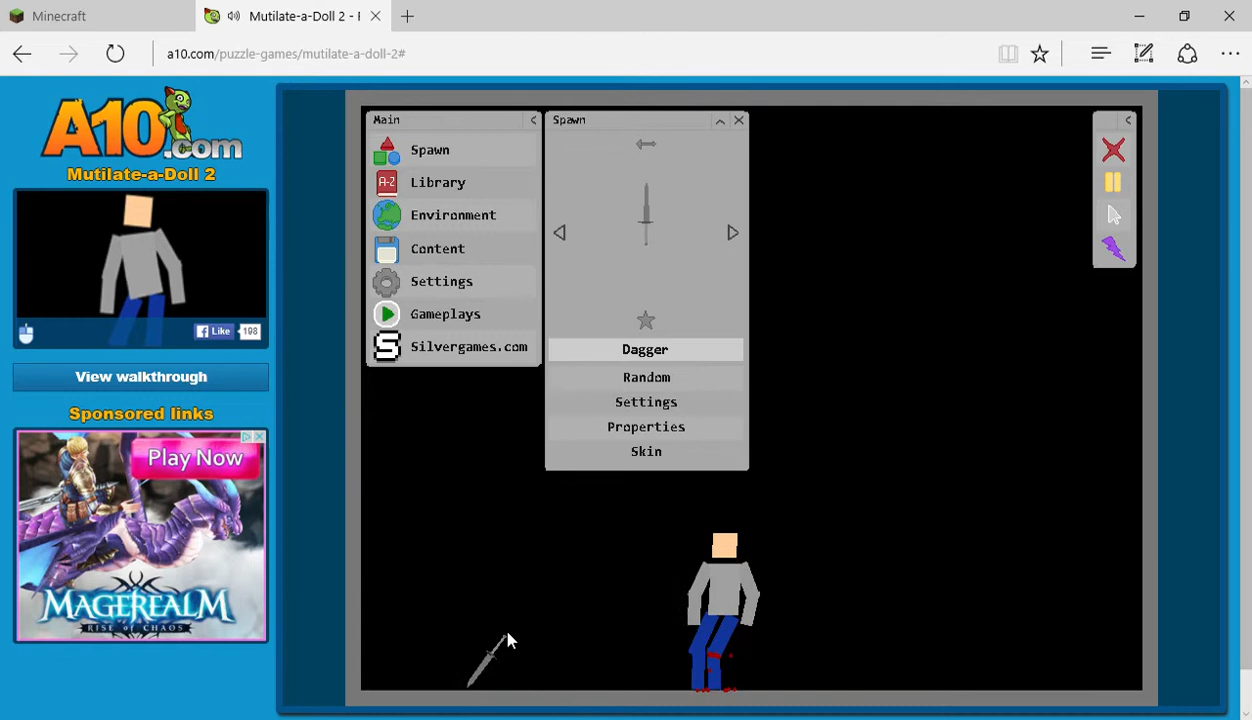 Minecraft
Mutilate-a-Doll 2 - F
a10.com/puzzle-games/mutilate-a-doll-2#
A10
.com
Mutilate-a-Doll 2
Like
198
View walkthrough
Sponsored links
Play Now
MAGEREALM
RISE OF CHAOS
Main
Spawn
A-Z
Library
Environment
Content
Settings
Gameplays
S
Silvergames.com
Spawn
Dagger
Random
Settings
Properties
Skin